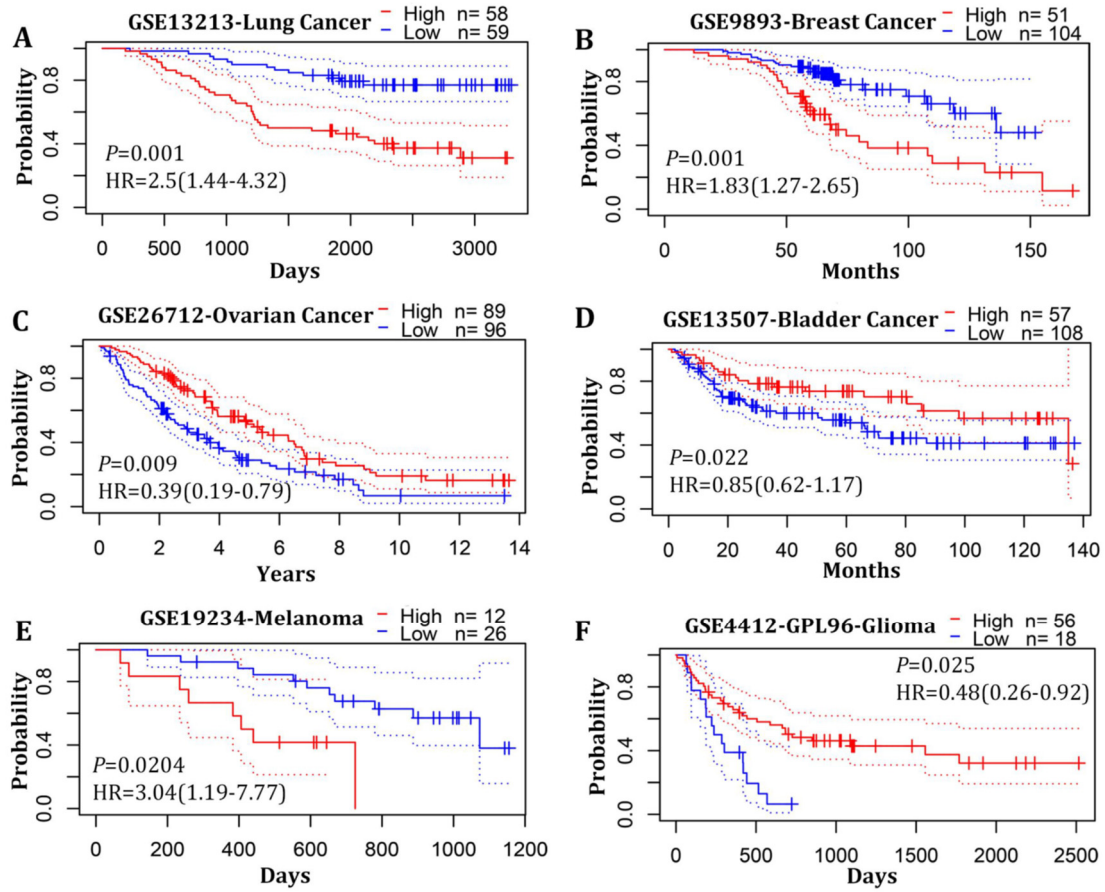 A
GSE13213-Lung Cancer
High n= 58
Low n= 59
Probability
0.0 0.4 0.8
P=0.001
HR=2.5(1.44-4.32)
0 500 1000 2000 3000
Days
B
GSE9893-Breast Cancer
High n= 51
Low n= 104
Probability
0.0 0.4 0.8
P=0.001
HR=1.83(1.27-2.65)
0 50 100 150
Months
C
GSE26712-Ovarian Cancer
High n= 89
Low n= 96
Probability
0.0 0.4 0.8
P=0.009
HR=0.39(0.19-0.79)
0 2 4 6 8 10 12 14
Years
D
GSE13507-Bladder Cancer
High n= 57
Low n= 108
Probability
0.0 0.4 0.8
P=0.022
HR=0.85(0.62-1.17)
0 20 40 60 80 100 120 140
Months
E
GSE19234-Melanoma
High n= 12
Low n= 26
Probability
0.0 0.4 0.8
P=0.0204
HR=3.04(1.19-7.77)
0 200 400 600 800 1000 1200
Days
F
GSE4412-GPL96-Glioma
High n= 56
Low n= 18
Probability
0.0 0.4 0.8
P=0.025
HR=0.48(0.26-0.92)
0 500 1000 1500 2000 2500
Days